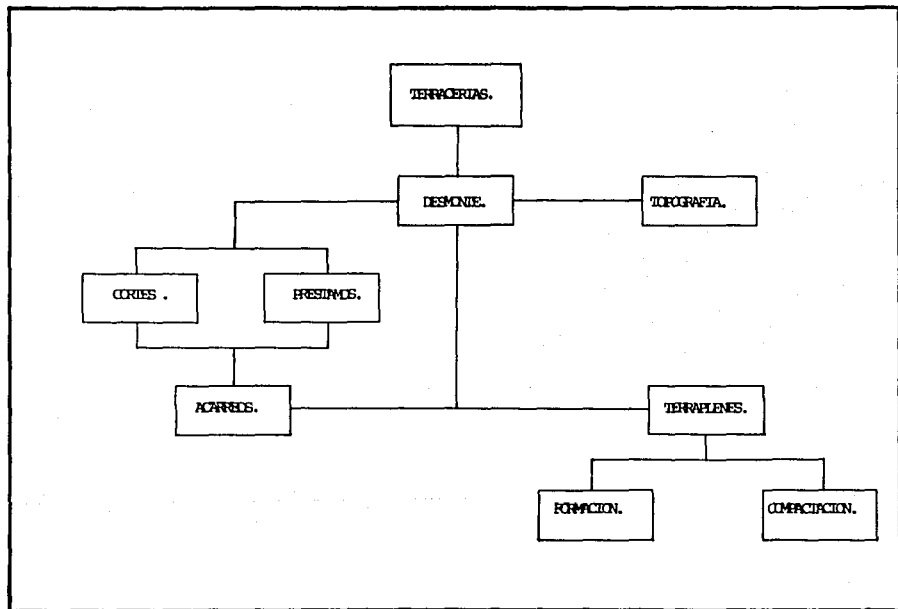 TERRACERIAS.
DESMONTE.
TOPOGRAFIA.
CORTES .
PRESTAMOS.
ACARREOS.
TERRAPLENES.
FORMACION.
COMPACTACION.